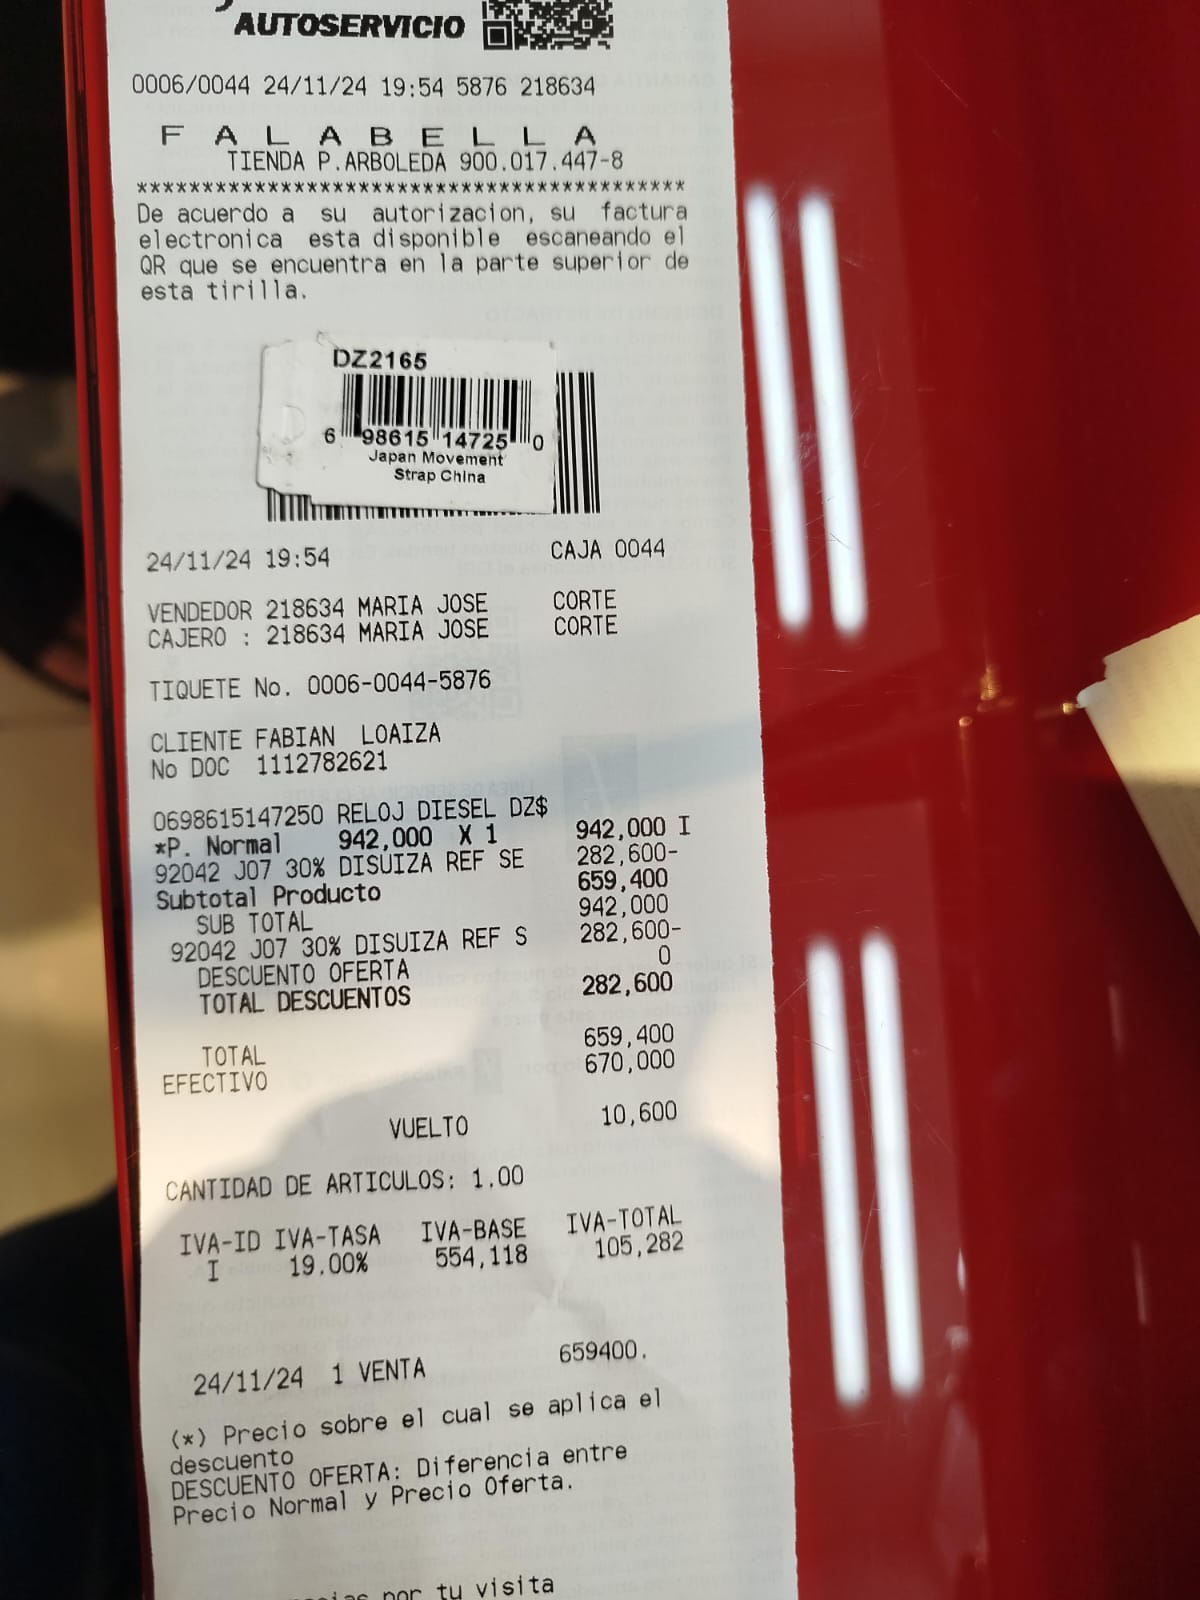 AUTOSERVICIO
0006/0044 24/11/24 19:54 5876 218634
F A L A B E L L A
TIENDA P.ARBOLEDA 900.017.447-8
******************************************
De acuerdo a su autorizacion, su factura
electronica esta disponible escaneando el
QR que se encuentra en la parte superior de
esta tirilla.
DZ2165
6 98615 14725 0
Japan Movement
Strap China
24/11/24 19:54 CAJA 0044
VENDEDOR 218634 MARIA JOSE CORTE
CAJERO : 218634 MARIA JOSE CORTE
TIQUETE No. 0006-0044-5876
CLIENTE FABIAN LOAIZA
No DOC 1112782621
0698615147250 RELOJ DIESEL DZ$
*P. Normal 942,000 X 1 942,000 I
92042 J07 30% DISUIZA REF SE 282,600-
Subtotal Producto 659,400
SUB TOTAL 942,000
92042 J07 30% DISUIZA REF S 282,600-
DESCUENTO OFERTA 0
TOTAL DESCUENTOS 282,600
TOTAL 659,400
EFECTIVO 670,000
VUELTO 10,600
CANTIDAD DE ARTICULOS: 1.00
IVA-ID IVA-TASA IVA-BASE IVA-TOTAL
I 19.00% 554,118 105,282
24/11/24 1 VENTA 659400.
(*) Precio sobre el cual se aplica el
descuento
DESCUENTO OFERTA: Diferencia entre
Precio Normal y Precio Oferta.
por tu visita